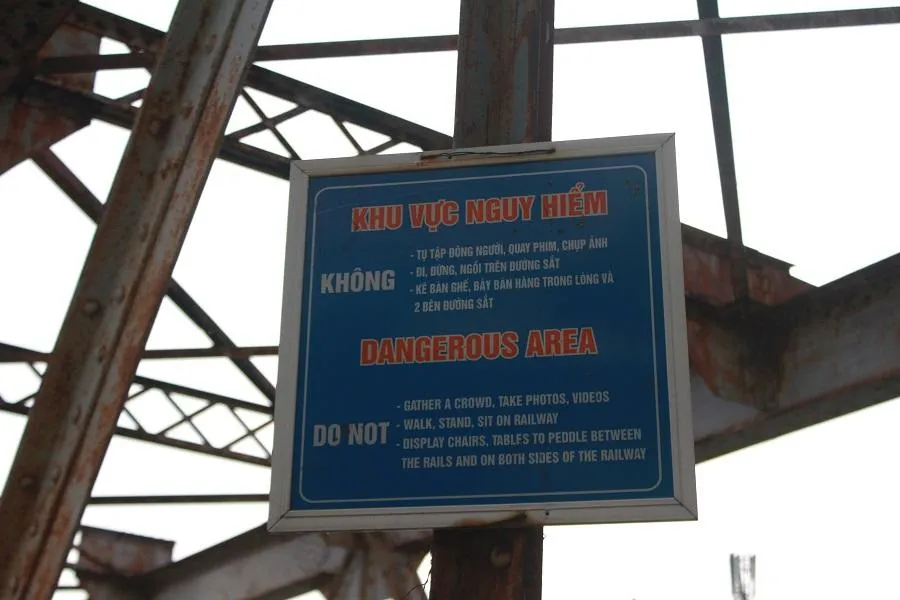 KHU VỰC NGUY HIỂM
KHÔNG
- TỤ TẬP ĐÔNG NGƯỜI, QUAY PHIM, CHỤP ẢNH
- ĐI, ĐỨNG, NGỒI TRÊN ĐƯỜNG SẮT
- KÊ BÀN GHẾ, BẦY BÁN HÀNG TRONG LÒNG VÀ
2 BÊN ĐƯỜNG SẮT
DANGEROUS AREA
DO NOT
- GATHER A CROWD, TAKE PHOTOS, VIDEOS
- WALK, STAND, SIT ON RAILWAY
- DISPLAY CHAIRS, TABLES TO PEDDLE BETWEEN
THE RAILS AND ON BOTH SIDES OF THE RAILWAY